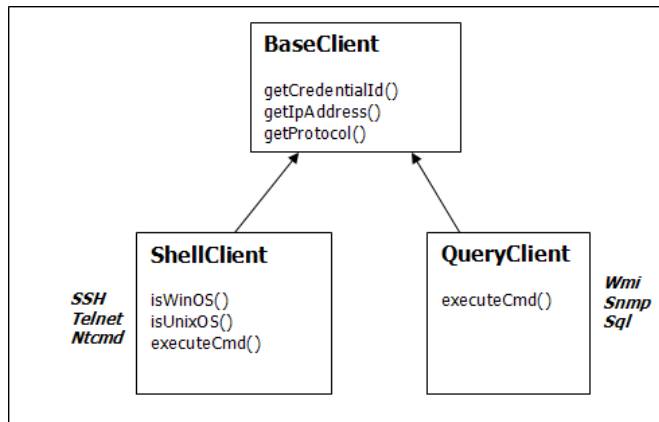 BaseClient
getCredentialId()
getIpAddress()
getProtocol()
ShellClient
isWinOS()
isUnixOS()
executeCmd()
SSH
Telnet
Ntcmd
QueryClient
executeCmd()
Wmi
Snmp
Sql